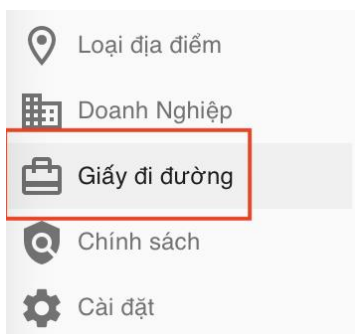 Loại địa điểm
Doanh Nghiệp
Giấy đi đường
Chính sách
Cài đặt